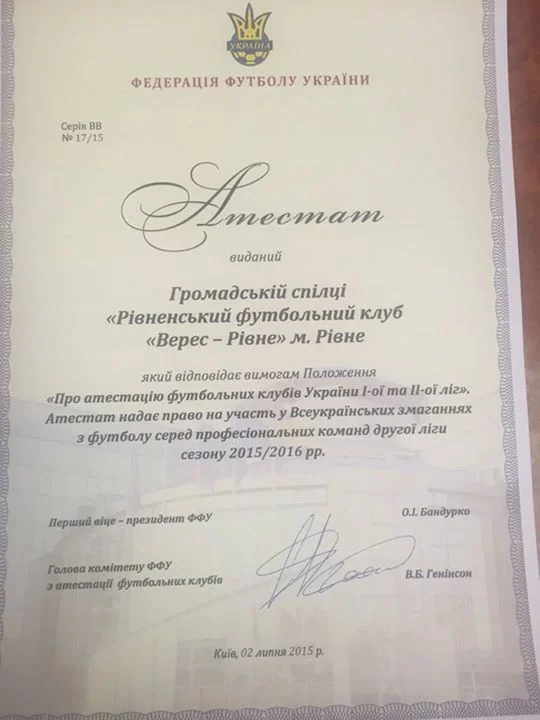 УКРАЇНА
ФЕДЕРАЦІЯ ФУТБОЛУ УКРАЇНИ
Серія ВВ
№ 17/15
Атестат
виданий
Громадській спілці
«Рівненський футбольний клуб
«Верес – Рівне» м. Рівне
який відповідає вимогам Положення
«Про атестацію футбольних клубів України І-ої та ІІ-ої ліг».
Атестат надає право на участь у Всеукраїнських змаганнях
з футболу серед професіональних команд другої ліги
сезону 2015/2016 рр.
Перший віце – президент ФФУ
О.І. Бандурко
Голова комітету ФФУ
з атестації футбольних клубів
В.Б. Генінсон
Київ, 02 липня 2015 р.